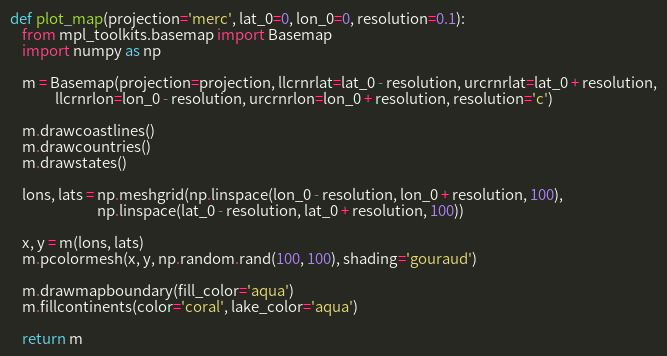 def plot_map(projection='merc', lat_0=0, lon_0=0, resolution=0.1):
from mpl_toolkits.basemap import Basemap
import numpy as np
m = Basemap(projection=projection, llcrnrlat=lat_0 - resolution, urcrnrlat=lat_0 + resolution,
llcrnrlon=lon_0 - resolution, urcrnrlon=lon_0 + resolution, resolution='c')
m.drawcoastlines()
m.drawcountries()
m.drawstates()
lons, lats = np.meshgrid(np.linspace(lon_0 - resolution, lon_0 + resolution, 100),
np.linspace(lat_0 - resolution, lat_0 + resolution, 100))
x, y = m(lons, lats)
m.pcolormesh(x, y, np.random.rand(100, 100), shading='gouraud')
m.drawmapboundary(fill_color='aqua')
m.fillcontinents(color='coral', lake_color='aqua')
return m